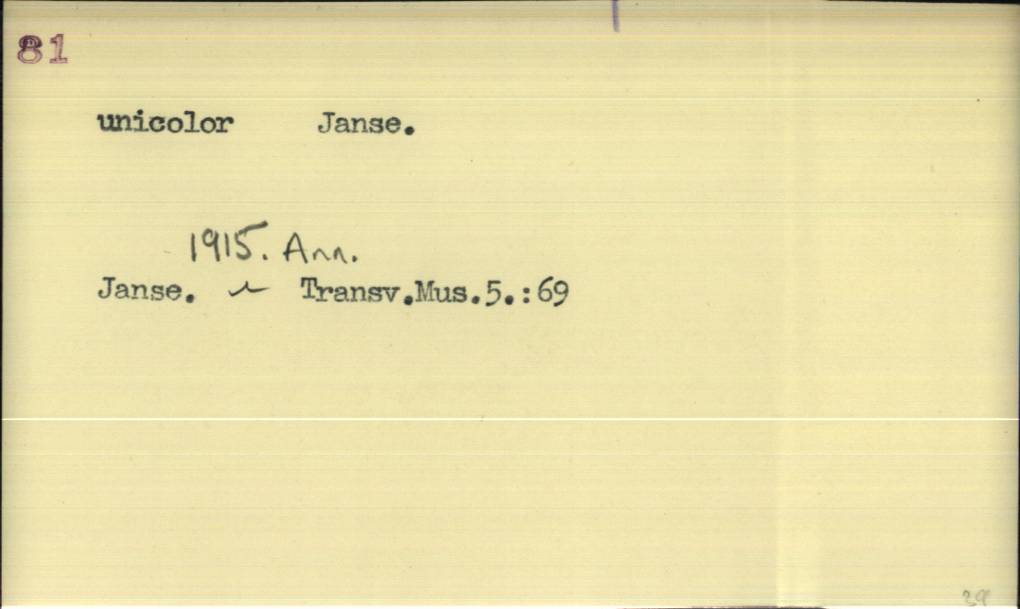 81
unicolor Janse.
1915. Ann.
Janse. Transv.Mus.5.:69